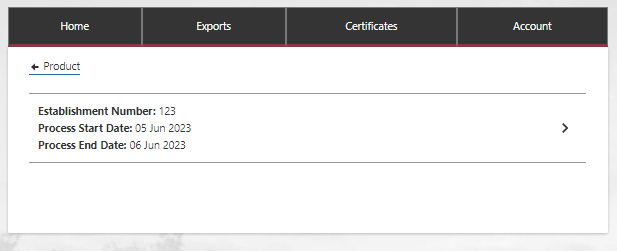 Home Exports Certificates Account
Product
Establishment Number: 123
Process Start Date: 05 Jun 2023
Process End Date: 06 Jun 2023